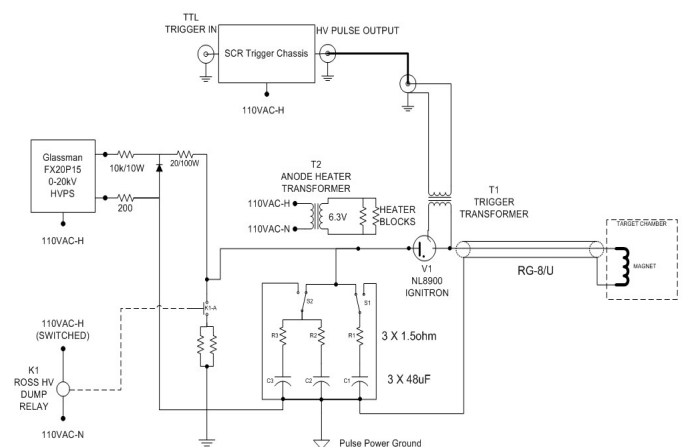 TTL
TRIGGER IN
HV PULSE OUTPUT
SCR Trigger Chassis
110VAC-H
Glassman
FX20P15
0-20kV
HVPS
10k/10W
20/100W
200
110VAC-H
T2
ANODE HEATER
TRANSFORMER
110VAC-H
110VAC-N
6.3V
HEATER
BLOCKS
T1
TRIGGER
TRANSFORMER
TARGET CHAMBER
MAGNET
V1
NL8900
IGNITRON
RG-8/U
K1-A
S2
S1
R3
R2
R1
3 X 1.5ohm
C3
C2
C1
3 X 48uF
110VAC-H
(SWITCHED)
K1
ROSS HV
DUMP
RELAY
110VAC-N
Pulse Power Ground